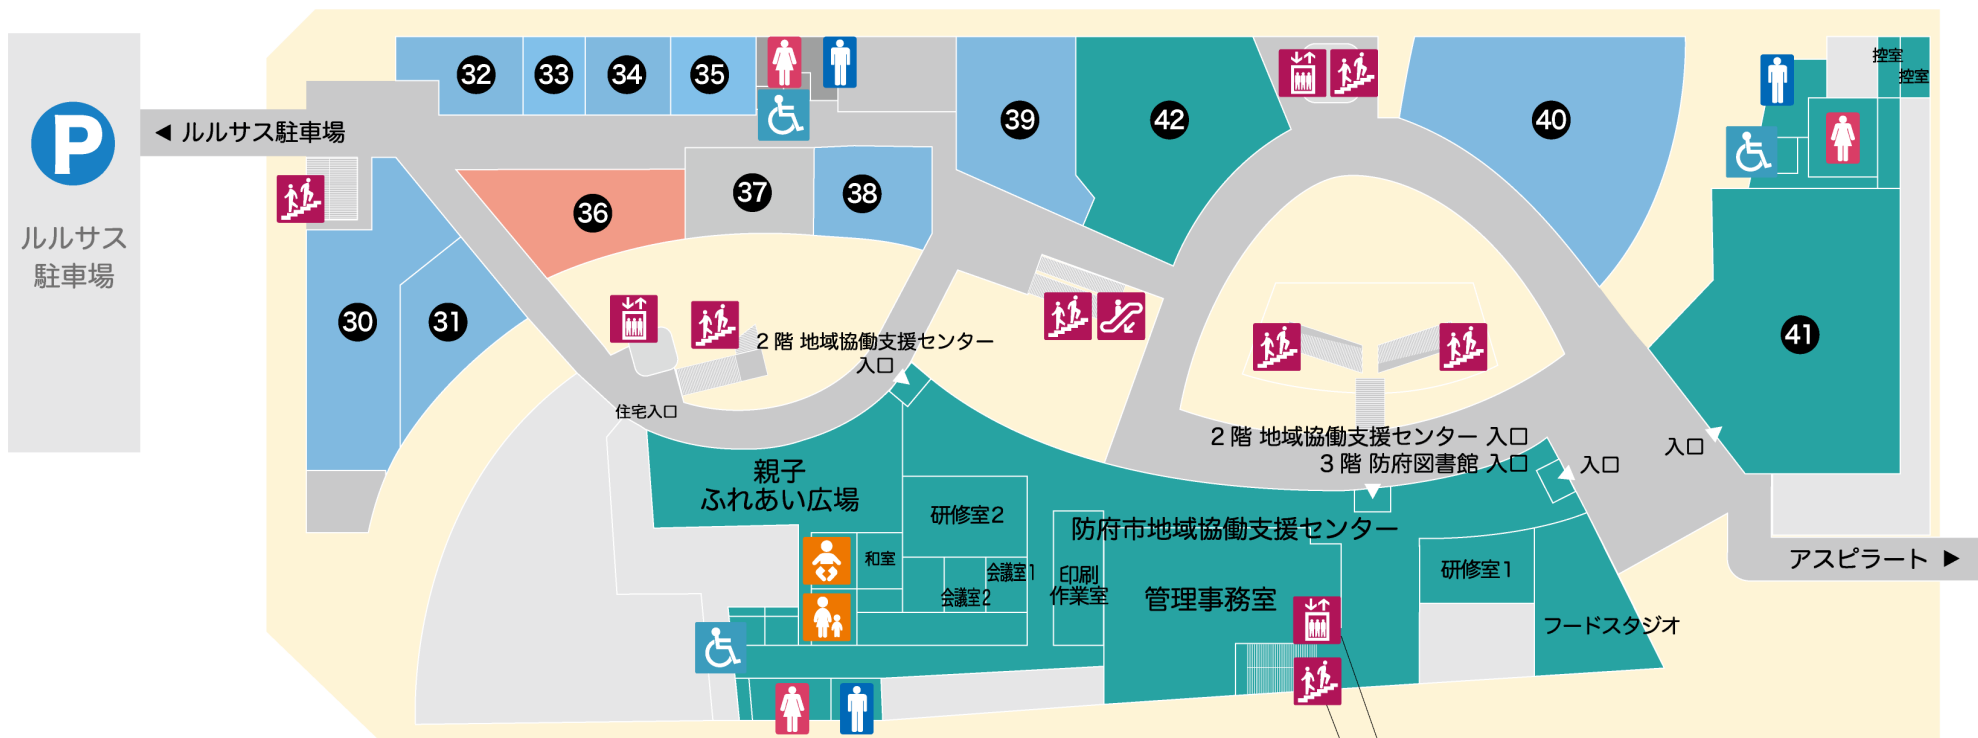 32
33
34
35
39
42
40
控室
控室
P
◀ ルルサス駐車場
ルルサス
駐車場
36
37
38
30
31
41
2階 地域協働支援センター
入口
住宅入口
2階 地域協働支援センター 入口
3階 防府図書館 入口
入口
入口
親子
ふれあい広場
研修室2
和室
会議室1
会議室2
印刷
作業室
防府市地域協働支援センター
管理事務室
研修室1
フードスタジオ
アスピラート ▶